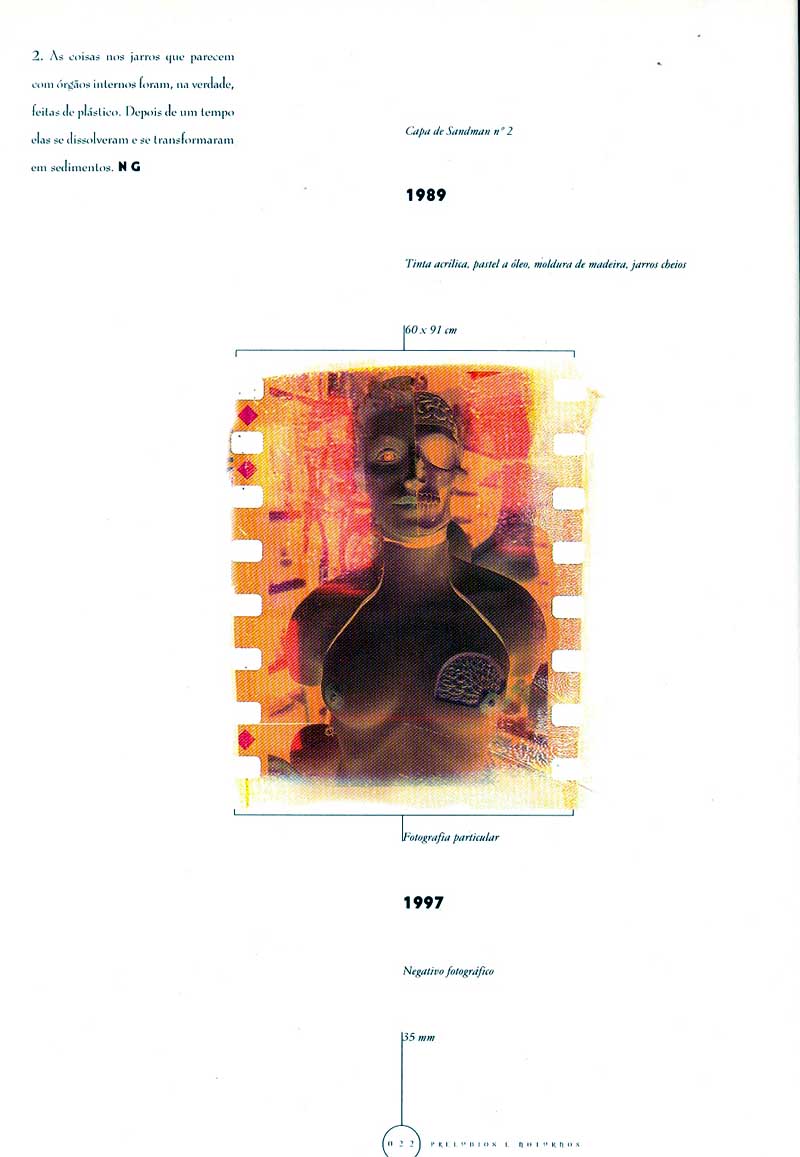 2. As coisas nos jarros que parecem
com órgãos internos foram, na verdade,
feitas de plástico. Depois de um tempo
elas se dissolveram e se transformaram
em sedimentos. NG
Capa de Sandman nº 2
1989
Tinta acrílica, pastel a óleo, moldura de madeira, jarros cheios
60 x 91 cm
Fotografia particular
1997
Negativo fotográfico
35 mm
022 PRELÚDIOS E NOTURNOS